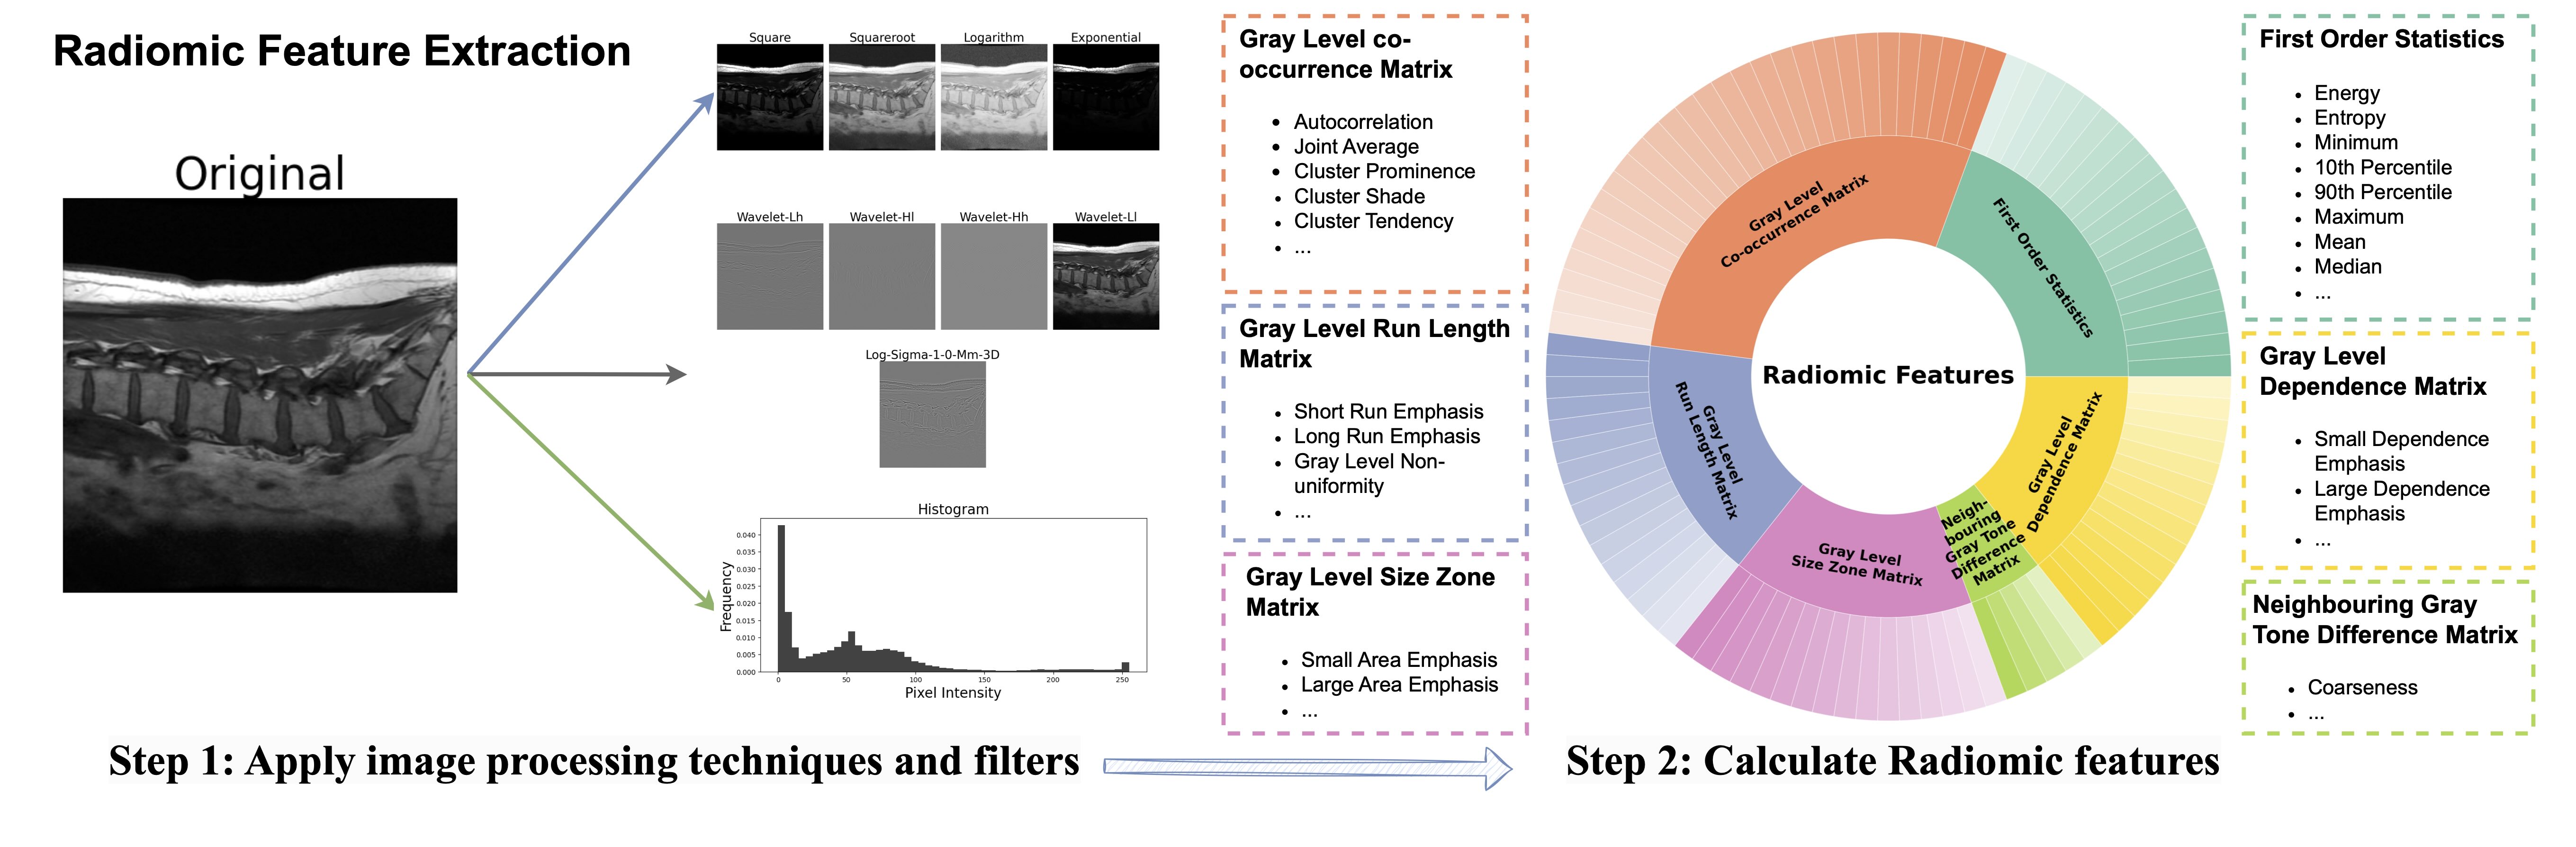 Radiomic Feature Extraction
Original
Square
Squareroot
Logarithm
Exponential
Wavelet-Lh
Wavelet-Hl
Wavelet-Hh
Wavelet-Ll
Log-Sigma-1-0-Mm-3D
Histogram
Frequency
0.040
0.035
0.030
0.025
0.020
0.015
0.010
0.005
0.000
0
50
100
150
200
250
Pixel Intensity
Step 1: Apply image processing techniques and filters
Gray Level co-
occurrence Matrix
• Autocorrelation
• Joint Average
• Cluster Prominence
• Cluster Shade
• Cluster Tendency
• ...
Gray Level Run Length
Matrix
• Short Run Emphasis
• Long Run Emphasis
• Gray Level Non-
uniformity
• ...
Gray Level Size Zone
Matrix
• Small Area Emphasis
• Large Area Emphasis
• ...
Gray Level
Co-occurrence Matrix
First Order Statistics
Radiomic Features
Gray Level
Run Length Matrix
Gray Level
Dependence Matrix
Gray Level
Size Zone Matrix
Neigh-
bouring
Gray Tone
Difference
Matrix
Step 2: Calculate Radiomic features
First Order Statistics
• Energy
• Entropy
• Minimum
• 10th Percentile
• 90th Percentile
• Maximum
• Mean
• Median
• ...
Gray Level
Dependence Matrix
• Small Dependence
Emphasis
• Large Dependence
Emphasis
• ...
Neighbouring Gray
Tone Difference Matrix
• Coarseness
• ...